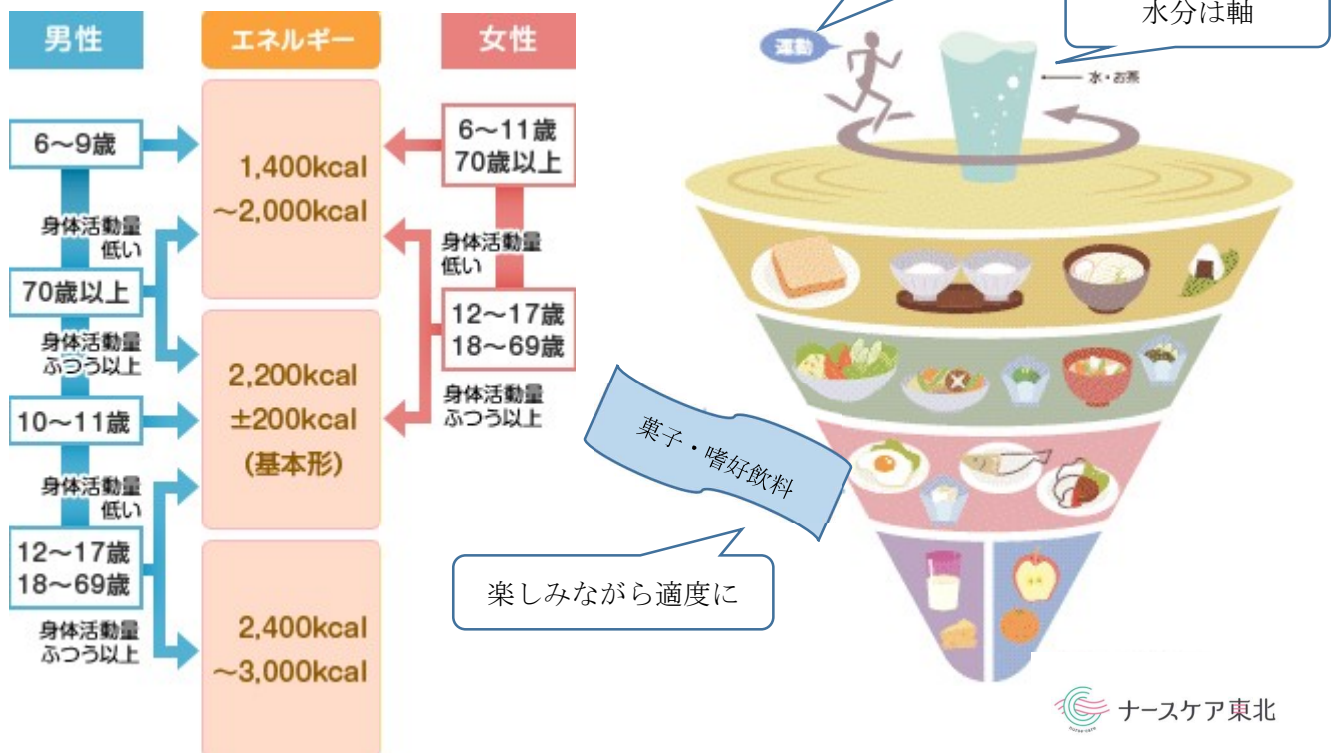 男性
エネルギー
女性
6〜9歳
1,400kcal
〜2,000kcal
6〜11歳
70歳以上
身体活動量
低い
70歳以上
身体活動量
ふつう以上
身体活動量
低い
12〜17歳
18〜69歳
身体活動量
ふつう以上
10〜11歳
2,200kcal
±200kcal
(基本形)
身体活動量
低い
12〜17歳
18〜69歳
身体活動量
ふつう以上
2,400kcal
〜3,000kcal
水分は軸
運動
水・お茶
菓子・嗜好飲料
楽しみながら適度に
ナースケア東北